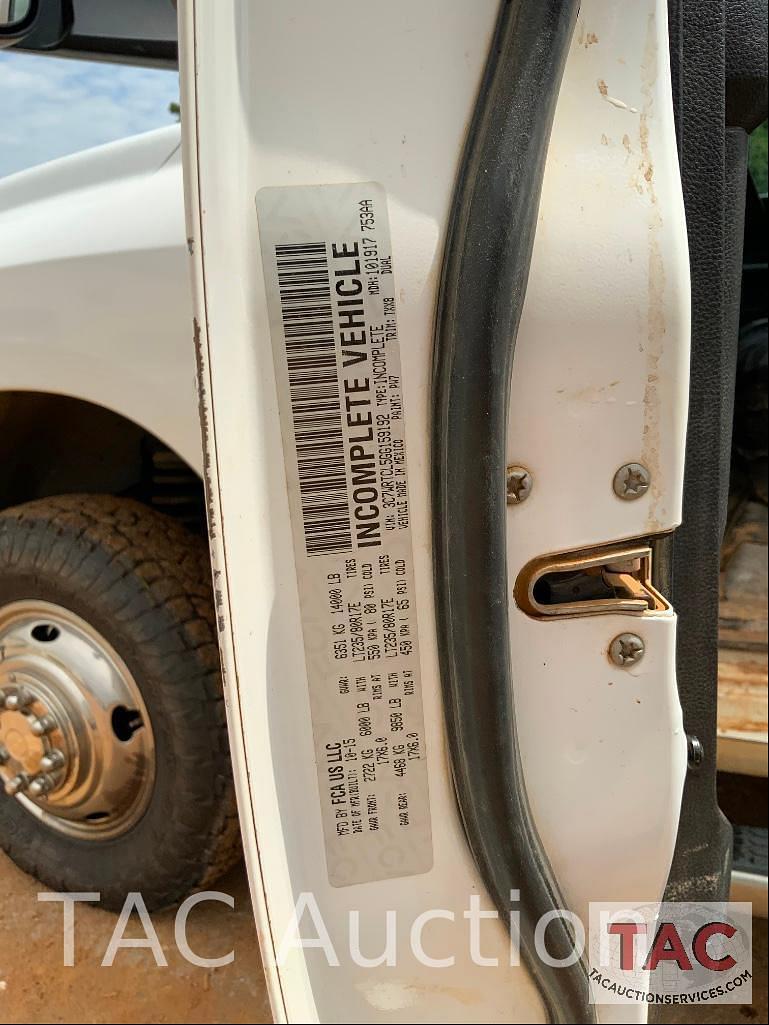 MFD BY FCA US LLC
DATE OF MFR(BUILT): 10-15 GVWR: 6351 KG 14000 LB
GAWR FRONT: 2722 KG 6000 LB WITH LT235/80R17E TIRES
17X6.0 RIMS AT 550 KPA ( 80 PSI) COLD
GAWR REAR: 4468 KG 9850 LB WITH LT235/80R17E TIRES
17X6.0 RIMS AT 450 KPA ( 65 PSI) COLD
INCOMPLETE VEHICLE
VIN: 3C7WRTCL5GG159192 TYPE:INCOMPLETE MDH:101917 753AA
VEHICLE MADE IN MEXICO PAINT: PW7 TRIM: TXX8 DUAL
TAC Auction
TAC
TACAUCTIONSERVICES.COM